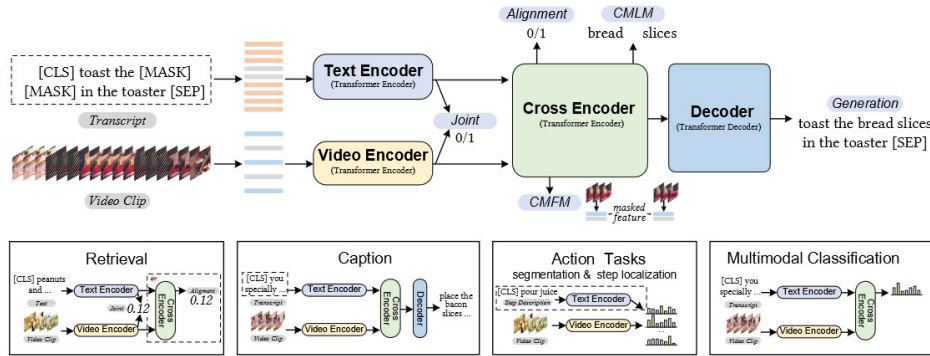 Alignment
0/1
CMLM
bread slices
[CLS] toast the [MASK]
[MASK] in the toaster [SEP]
Transcript
Video Clip
Text Encoder
(Transformer Encoder)
Joint
0/1
Video Encoder
(Transformer Encoder)
Cross Encoder
(Transformer Encoder)
CMFM
masked
feature
Decoder
(Transformer Decoder)
Generation
toast the bread slices
in the toaster [SEP]
Retrieval
[CLS] peanuts
and ...
Text
Video Clip
Text Encoder
Joint 0.12
Video Encoder
Cross
Encoder
Alignment
0.12
Caption
[CLS] you
specially ...
Transcript
Video Clip
Text Encoder
Video Encoder
Cross
Encoder
Decoder
place the
bacon
slices ...
Action Tasks
segmentation & step localization
[CLS] pour juice
Step Description
Video Clip
Text Encoder
Video Encoder
...
Multimodal Classification
[CLS] you
specially ...
Transcript
Video Clip
Text Encoder
Video Encoder
Cross
Encoder